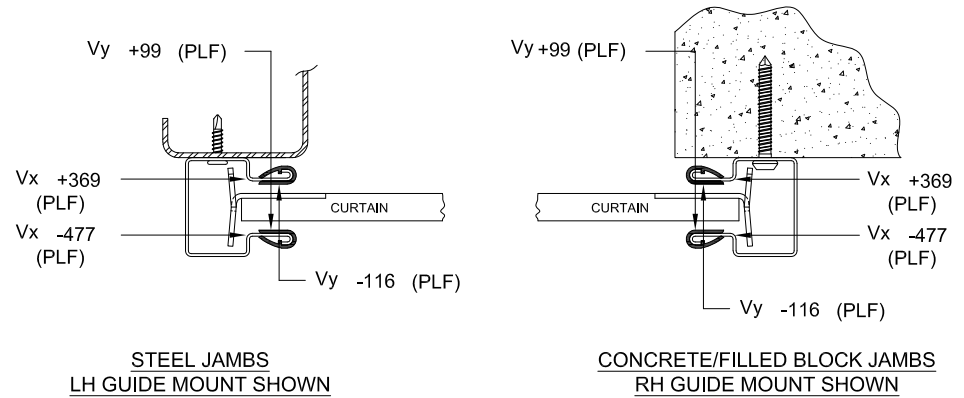 Vy +99 (PLF)
Vx +369
(PLF)
Vx -477
(PLF)
CURTAIN
Vy -116 (PLF)
STEEL JAMBS
LH GUIDE MOUNT SHOWN
Vy +99 (PLF)
CURTAIN
Vx +369
(PLF)
Vx -477
(PLF)
Vy -116 (PLF)
CONCRETE/FILLED BLOCK JAMBS
RH GUIDE MOUNT SHOWN